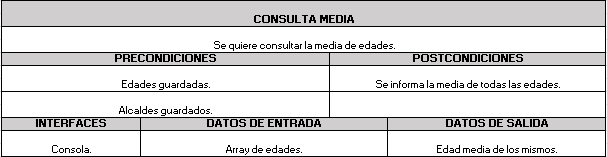 CONSULTA MEDIA
Se quiere consultar la media de edades.
PRECONDICIONES POSTCONDICIONES
Edades guardadas. Se informa la media de todas las edades.
Alcaldes guardados.
INTERFACES DATOS DE ENTRADA DATOS DE SALIDA
Consola. Array de edades. Edad media de los mismos.